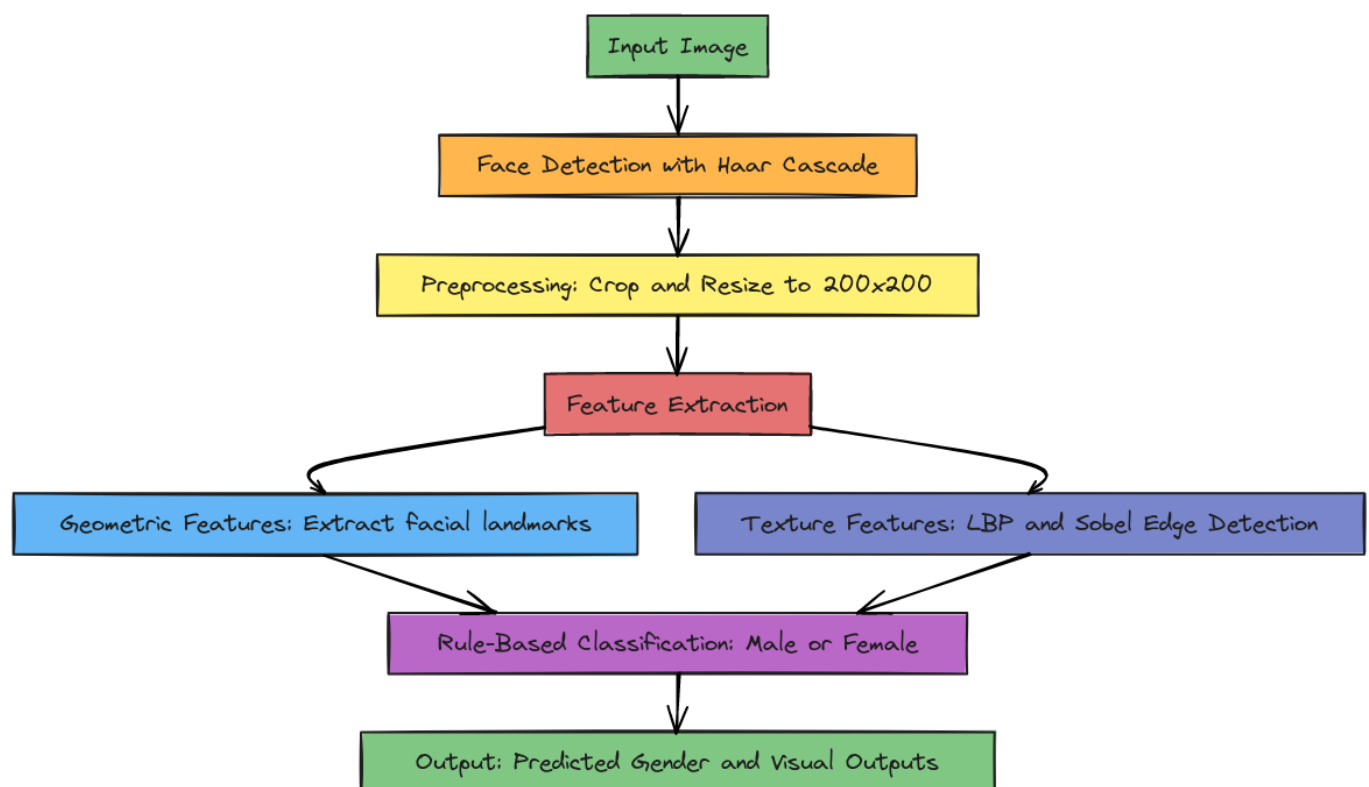 Input Image
Face Detection with Haar Cascade
Preprocessing: Crop and Resize to 200x200
Feature Extraction
Geometric Features: Extract facial landmarks
Texture Features: LBP and Sobel Edge Detection
Rule-Based Classification: Male or Female
Output: Predicted Gender and Visual Outputs